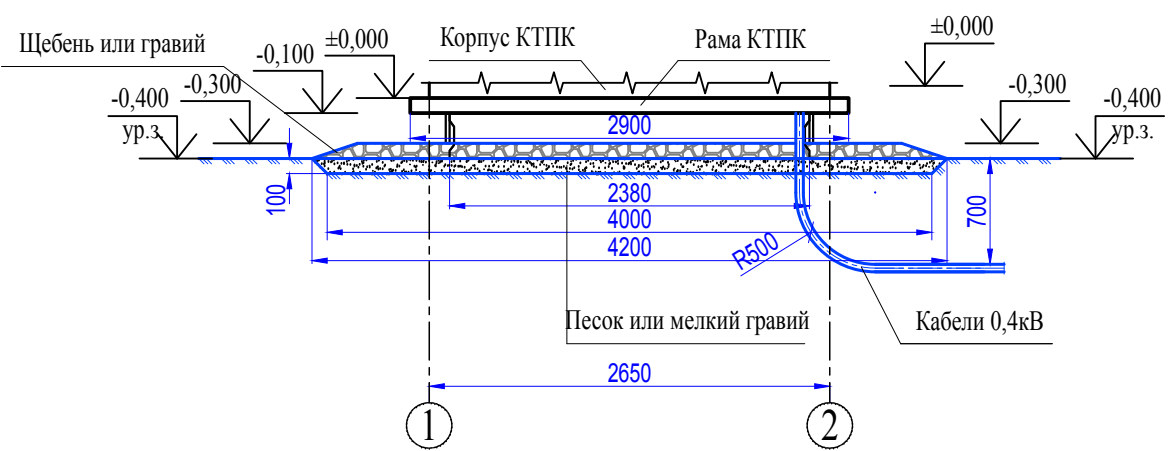 Щебень или гравий
±0,000
Корпус КТПК
Рама КТПК
±0,000
-0,100
-0,300
-0,400
ур.з.
-0,300
-0,400
ур.з.
2900
100
2380
4000
4200
R500
700
Песок или мелкий гравий
Кабели 0,4кВ
2650
1
2